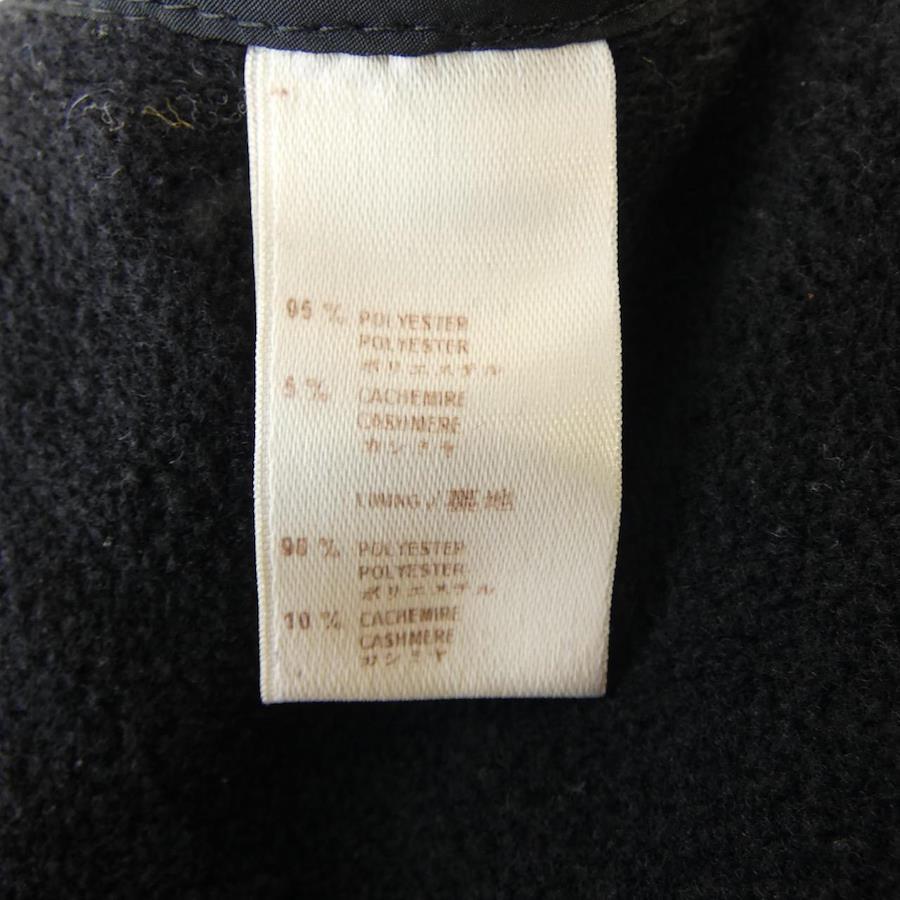 95 % POLYESTER
POLYESTER
ポリエステル
5 % CACHEMIRE
CASHMERE
カシミヤ
LINING / 裏地
90 % POLYESTER
POLYESTER
ポリエステル
10 % CACHEMIRE
CASHMERE
カシミヤ